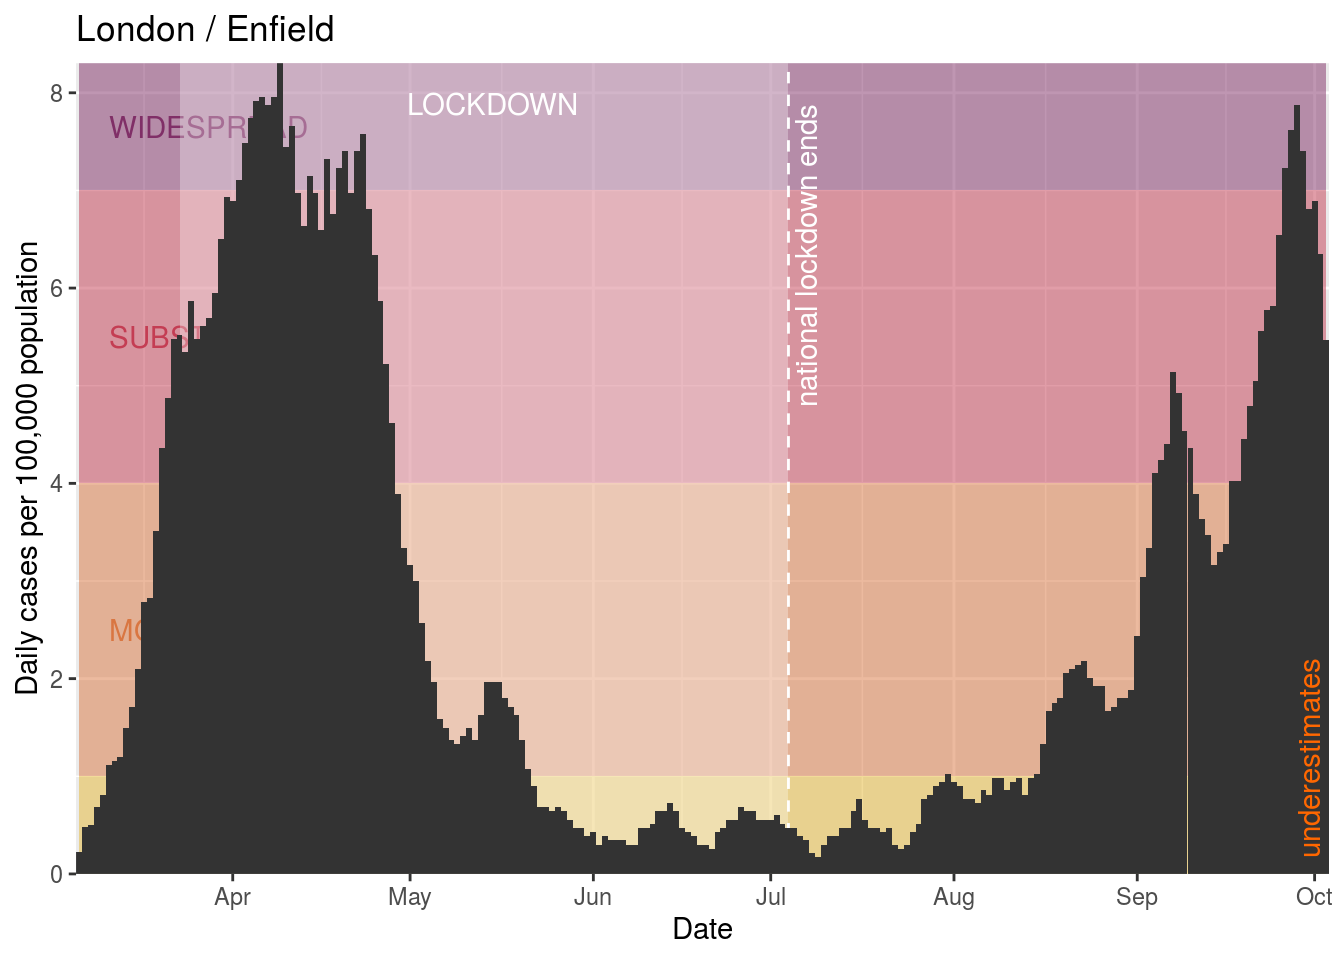 London / Enfield
Daily cases per 100,000 population
8
6
4
2
0
WIDESPREAD
LOCKDOWN
national lockdown ends
underestimates
Apr
May
Jun
Jul
Aug
Sep
Oct
Date